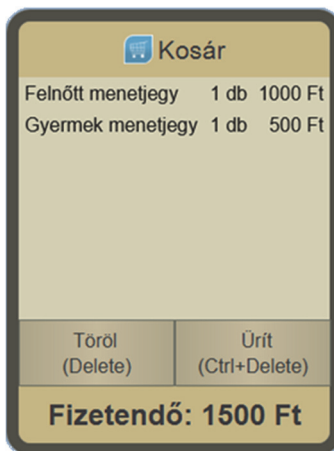 Kosár
Felnőtt menetjegy 1 db 1000 Ft
Gyermek menetjegy 1 db 500 Ft
Töröl
(Delete)
Ürít
(Ctrl+Delete)
Fizetendő: 1500 Ft